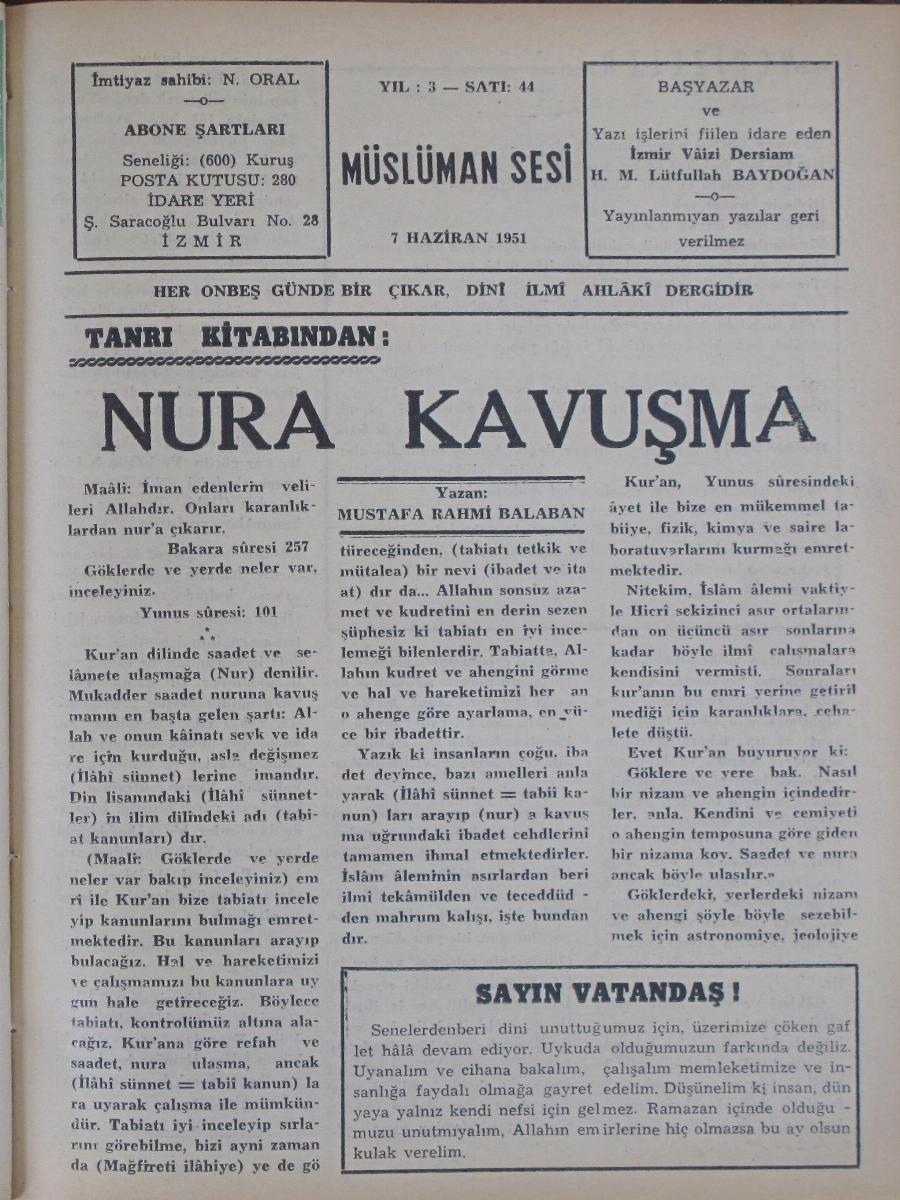 İmtiyaz sahibi: N. ORAL
—o—
ABONE ŞARTLARI
Seneliği: (600) Kuruş
POSTA KUTUSU: 280
İDARE YERİ
Ş. Saracoğlu Bulvarı No. 28
İZMİR
YIL : 3 — SATI: 44
MÜSLÜMAN SESİ
7 HAZİRAN 1951
BAŞYAZAR
ve
Yazı işlerini fiilen idare eden
İzmir Vâizi Dersiam
H. M. Lütfullah BAYDOĞAN
—o—
Yayınlanmıyan yazılar geri
verilmez
HER ONBEŞ GÜNDE BİR ÇIKAR, DİNÎ İLMÎ AHLÂKÎ DERGİDİR
TANRI KİTABINDAN :
NURA KAVUŞMA
Maâli: İman edenlerin veli-
leri Allahdır. Onları karanlık-
lardan nur'a çıkarır.
Bakara sûresi 257
Göklerde ve yerde neler var,
inceleyiniz.
Yunus sûresi: 101
Kur'an dilinde saadet ve se-
lâmete ulaşmağa (Nur) denilir.
Mukadder saadet nuruna kavuş
manın en başta gelen şartı: Al-
lah ve onun kâinatı sevk ve ida
re için kurduğu, asla değişmez
(İlâhî sünnet) lerine imandır.
Din lisanındaki (İlâhî sünnet-
ler) in ilim dilindeki adı (tabi-
at kanunları) dır.
(Maali: Göklerde ve yerde
neler var bakıp inceleyiniz) em
ri ile Kur'an bize tabiatı incele
yip kanunlarını bulmağı emret-
mektedir. Bu kanunları arayıp
bulacağız. Hal ve hareketimizi
ve çalışmamızı bu kanunlara uy
gun hale getireceğiz. Böylece
tabiatı, kontrolümüz altına ala-
cağız. Kur'ana göre refah ve
saadet, nura ulaşma, ancak
(İlâhî sünnet = tabiî kanun) la
ra uyarak çalışma ile mümkün-
dür. Tabiatı iyi inceleyip sırla-
rını görebilme, bizi ayni zaman
da (Mağfireti ilâhiye) ye de gö
Yazan:
MUSTAFA RAHMİ BALABAN
türeceğinden, (tabiatı tetkik ve
mütalea) bir nevi (ibadet ve ita
at) dır da... Allahın sonsuz aza-
met ve kudretini en derin sezen
şüphesiz ki tabiatı en iyi ince-
lemeği bilenlerdir. Tabiatta, Al-
lahın kudret ve ahengini görme
ve hal ve hareketimizi her an
o ahenge göre ayarlama, en yü-
ce bir ibadettir.
Yazık ki insanların çoğu, iba
det deyince, bazı amelleri anla
yarak (İlâhî sünnet = tabii ka-
nun) ları arayıp (nur) a kavuş
ma uğrundaki ibadet cehdlerini
tamamen ihmal etmektedirler.
İslâm âleminin asırlardan beri
ilmî tekâmülden ve teceddüd -
den mahrum kalışı, işte bundan
dır.
Kur'an, Yunus sûresindeki
âyet ile bize en mükemmel ta-
biiye, fizik, kimya ve saire la-
boratuvarlarını kurmağı emret-
mektedir.
Nitekim, İslâm âlemi vaktiy-
le Hicrî sekizinci asır ortaların-
dan on üçüncü asır sonlarına
kadar böyle ilmî çalışmalara
kendisini vermişti. Sonraları
kur'anın bu emri yerine getiril
mediği için karanlıklara, ceha-
lete düştü.
Evet Kur'an buyuruyor ki:
Göklere ve yere bak. Nasıl
bir nizam ve ahengin içindedir-
ler, anla. Kendini ve cemiyeti
o ahengin temposuna göre giden
bir nizama koy. Saadet ve nura
ancak böyle ulaşılır.»
Göklerdeki, yerlerdeki nizam
ve ahengi şöyle böyle sezebil-
mek için astronomiye, jeolojiye
SAYIN VATANDAŞ !
Senelerdenberi dini unuttuğumuz için, üzerimize çöken gaf
let hâlâ devam ediyor. Uykuda olduğumuzun farkında değiliz.
Uyanalım ve cihana bakalım, çalışalım memleketimize ve in-
sanlığa faydalı olmağa gayret edelim. Düşünelim ki insan, dün
yaya yalnız kendi nefsi için gelmez. Ramazan içinde olduğu -
muzu unutmıyalım, Allahın emirlerine hiç olmazsa bu ay olsun
kulak verelim.